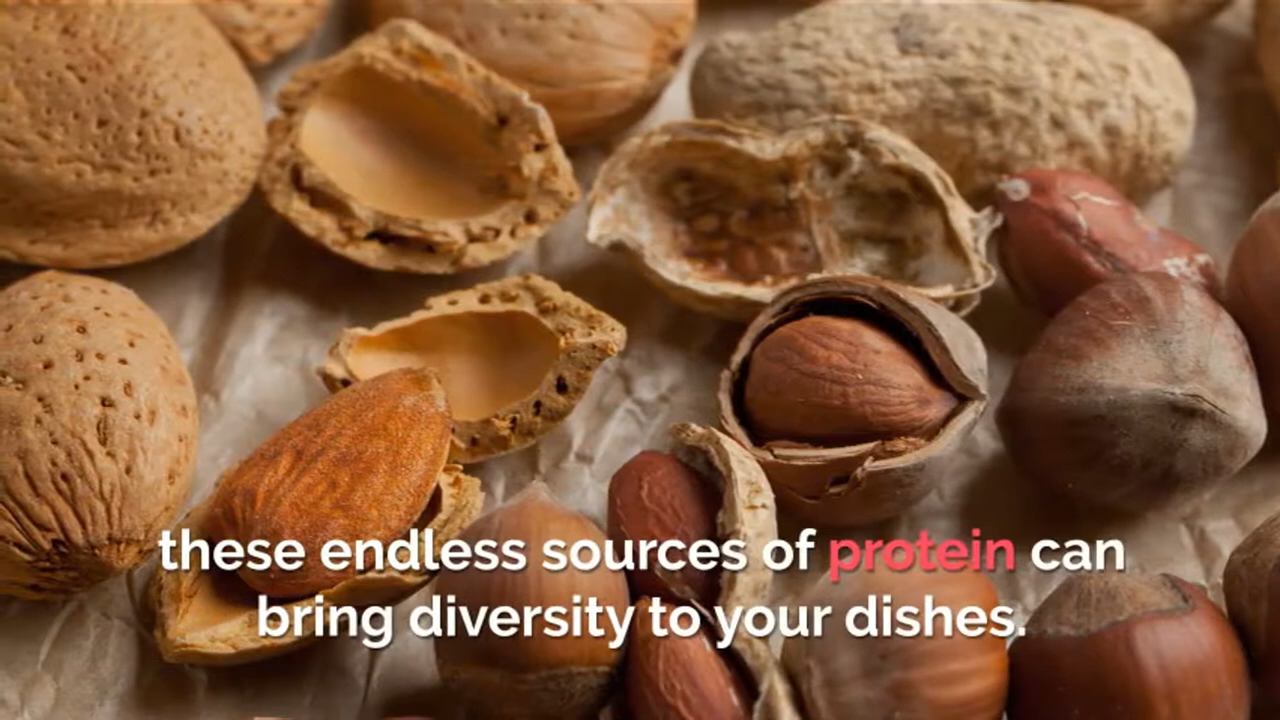 these endless sources of protein can
bring diversity to your dishes.